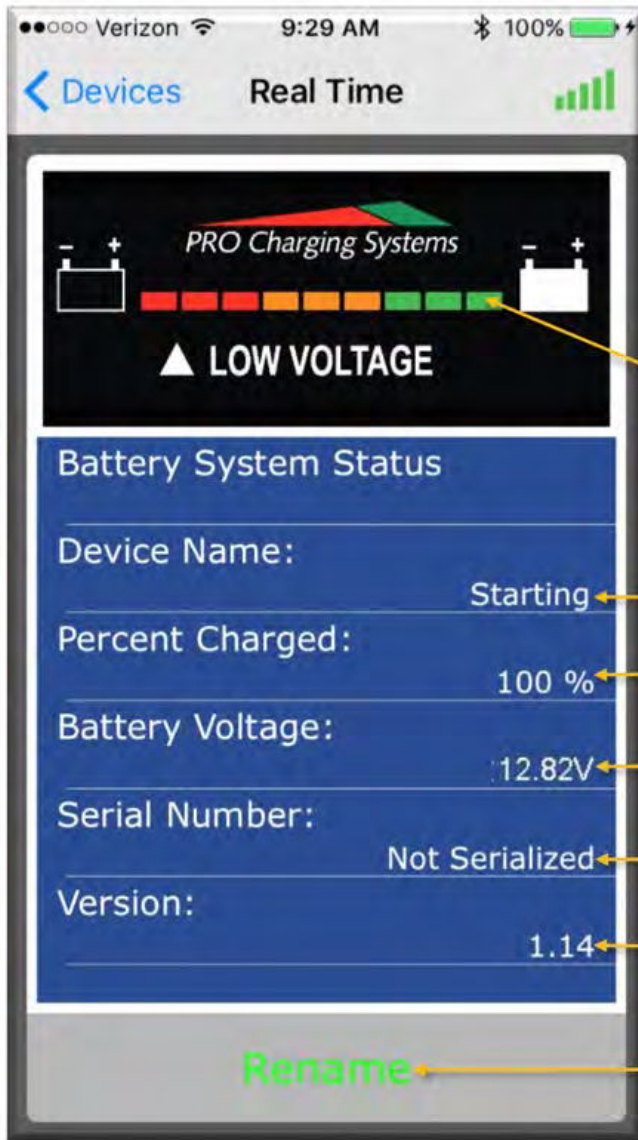 Verizon 9:29 AM 100%
Devices Real Time
- + PRO Charging Systems - +
LOW VOLTAGE
Battery System Status
Device Name:
Starting
Percent Charged:
100 %
Battery Voltage:
12.82V
Serial Number:
Not Serialized
Version:
1.14
Rename